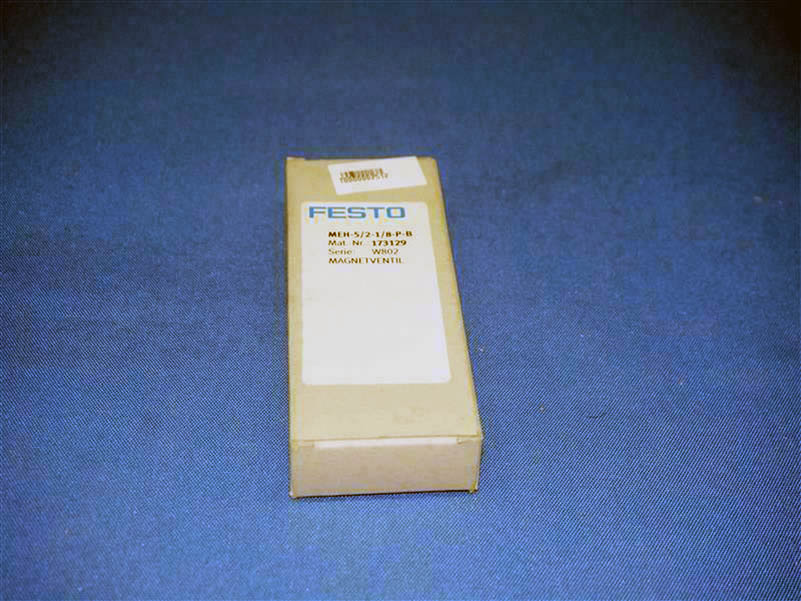 FESTO
MEH-5/2-1/8-P-B
Mat. Nr.: 173129
Serie: W802
MAGNETVENTIL